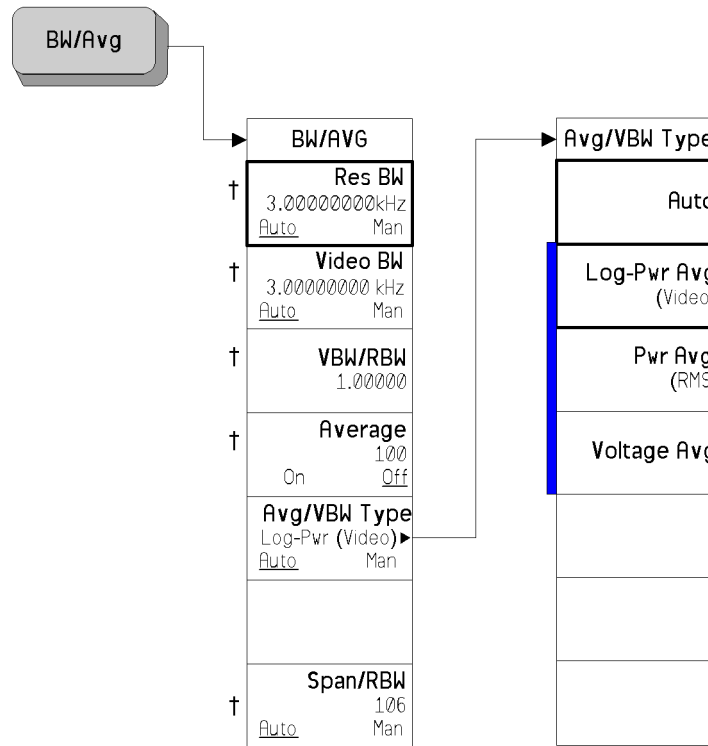 BW/Avg
BW/AVG
† Res BW
3.00000000kHz
Auto Man
† Video BW
3.00000000 kHz
Auto Man
† VBW/RBW
1.00000
† Average
100
On Off
Avg/VBW Type
Log-Pwr (Video)▶
Auto Man
† Span/RBW
106
Auto Man
Avg/VBW Type
Auto
Log-Pwr Avg
(Video
Pwr Avg
(RMS
Voltage Avg